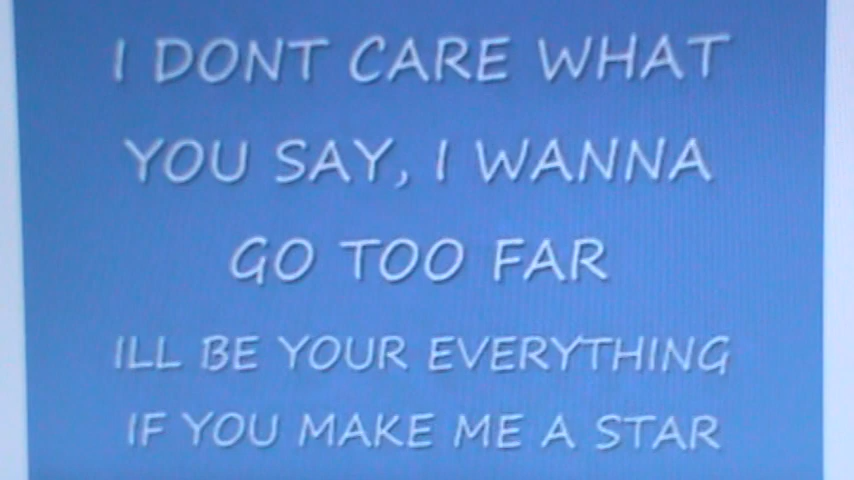 I DONT CARE WHAT
YOU SAY, I WANNA
GO TOO FAR
ILL BE YOUR EVERYTHING
IF YOU MAKE ME A STAR